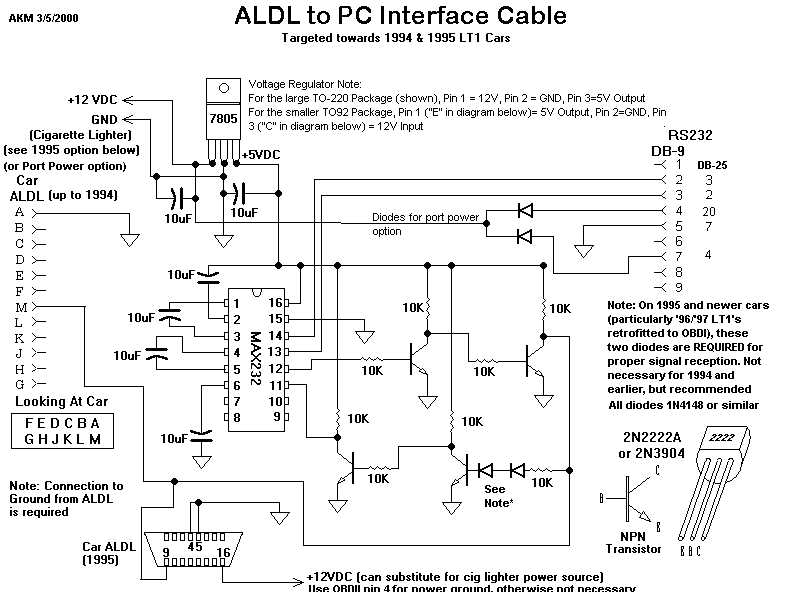 AKM 3/5/2000
ALDL to PC Interface Cable
Targeted towards 1994 & 1995 LT1 Cars
+12 VDC
GND
(Cigarette Lighter)
(see 1995 option below)
(or Port Power option)
7805
Voltage Regulator Note:
For the large TO-220 Package (shown), Pin 1 = 12V, Pin 2 = GND, Pin 3=5V Output
For the smaller TO92 Package, Pin 1 ("E" in diagram below)= 5V Output, Pin 2=GND, Pin
3 ("C" in diagram below) = 12V Input
+5VDC
10uF
10uF
Car
ALDL (up to 1994)
A
B
C
D
E
F
M
L
K
J
H
G
Looking At Car
F E D C B A
G H J K L M
RS232
DB-9
DB-25
1
2 3
3 2
4 20
5 7
6
7 4
8
9
Diodes for port power
option
10uF
10uF
10uF
10uF
MAX232
1 16
2 15
3 14
4 13
5 12
6 11
7 10
8 9
10K
10K
10K
10K
10K
10K
10K
10K
See
Note*
Note: On 1995 and newer cars
(particularly '96/'97 LT1's
retrofitted to OBDI), these
two diodes are REQUIRED for
proper signal reception. Not
necessary for 1994 and
earlier, but recommended
All diodes 1N4148 or similar
2N2222A
or 2N3904
2222
C
B
E
NPN
Transistor
E B C
Note: Connection to
Ground from ALDL
is required
Car ALDL
(1995)
9 4 5 16
+12VDC (can substitute for cig lighter power source)
Use OBDII pin 4 for power ground, otherwise not necessary